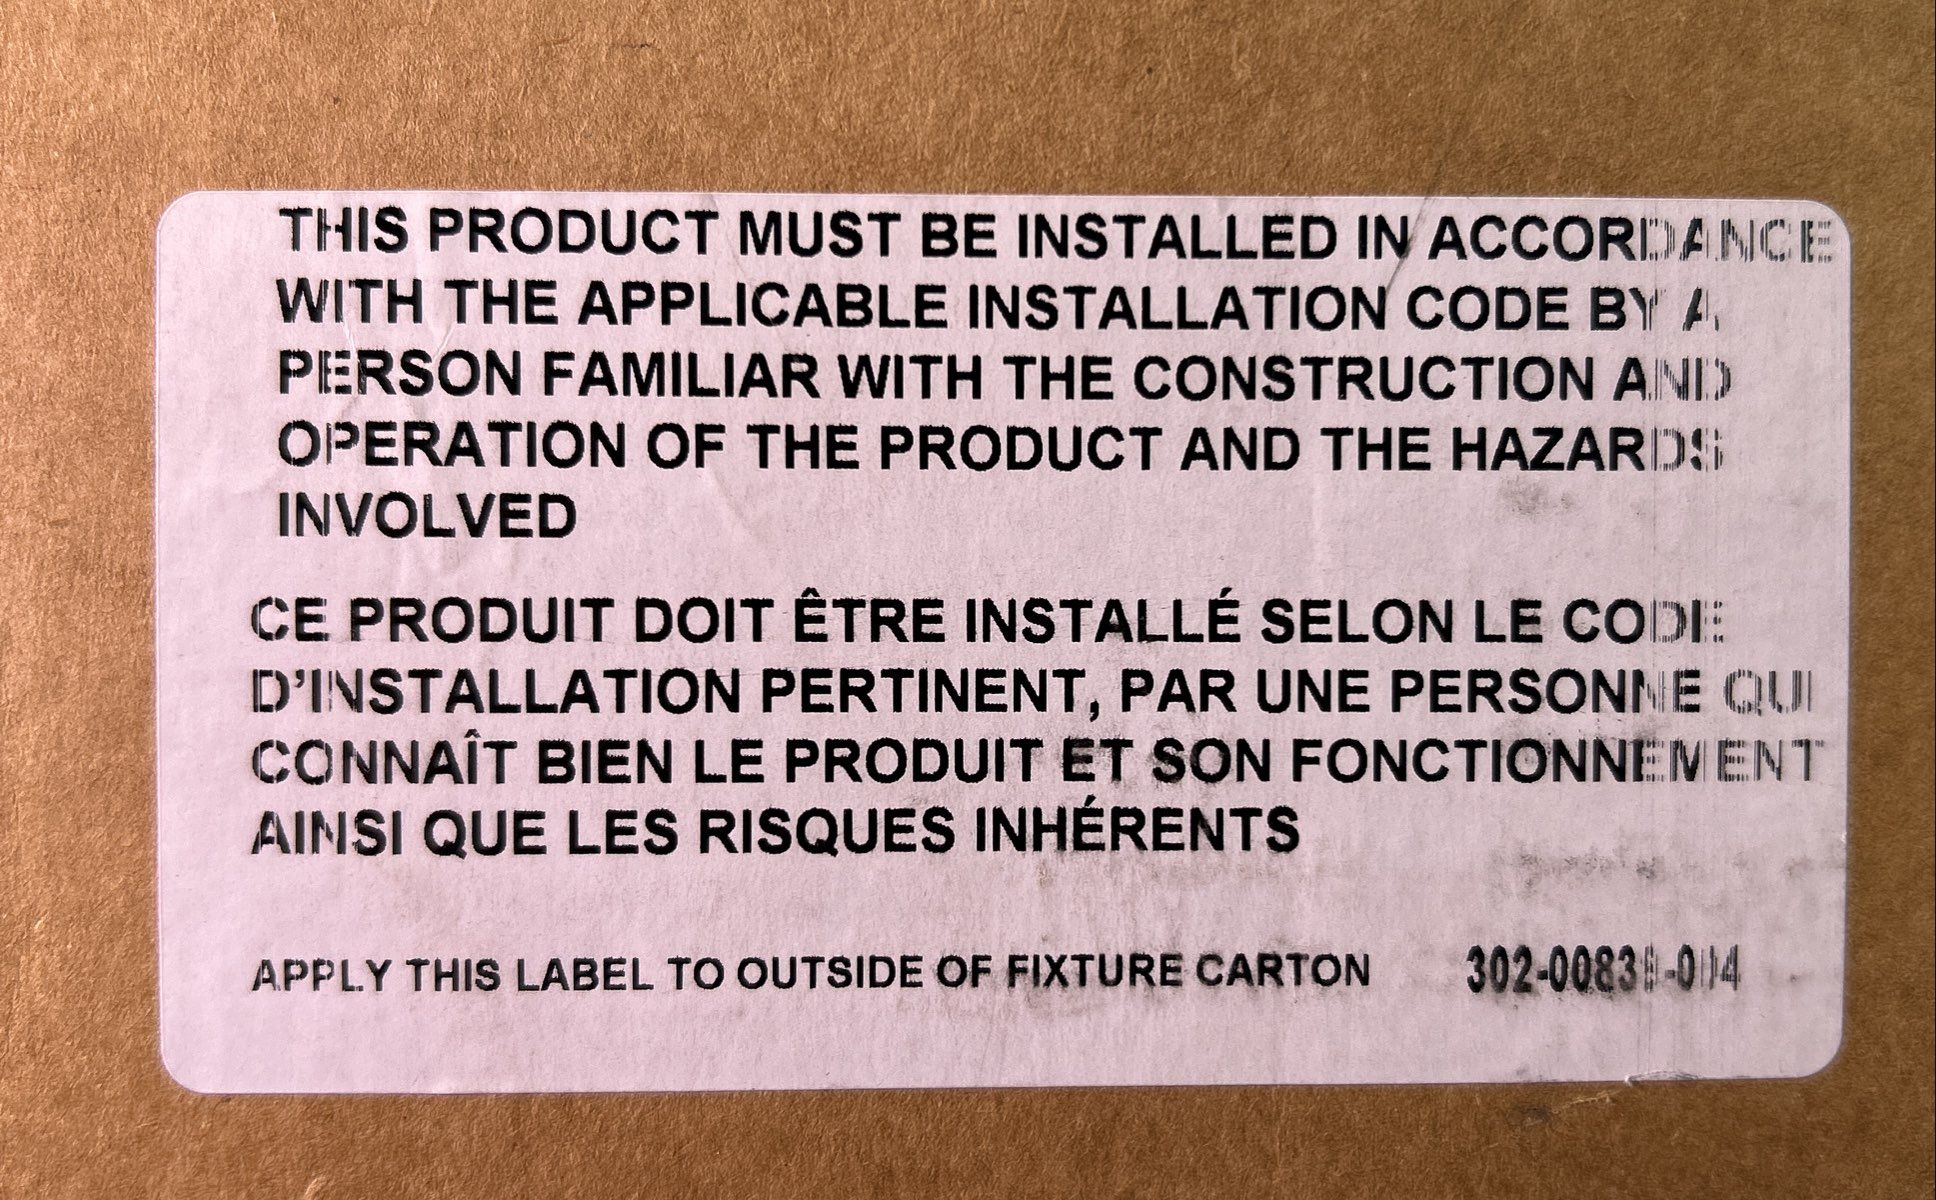 THIS PRODUCT MUST BE INSTALLED IN ACCORDANCE
WITH THE APPLICABLE INSTALLATION CODE BY A
PERSON FAMILIAR WITH THE CONSTRUCTION AND
OPERATION OF THE PRODUCT AND THE HAZARDS
INVOLVED
CE PRODUIT DOIT ÊTRE INSTALLÉ SELON LE CODE
D'INSTALLATION PERTINENT, PAR UNE PERSONNE QUI
CONNAÎT BIEN LE PRODUIT ET SON FONCTIONNEMENT
AINSI QUE LES RISQUES INHÉRENTS
APPLY THIS LABEL TO OUTSIDE OF FIXTURE CARTON